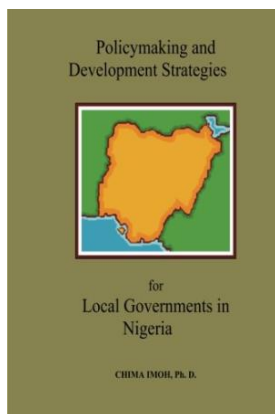 Policymaking and
Development Strategies
for
Local Governments in
Nigeria
CHIMA IMOH, Ph. D.